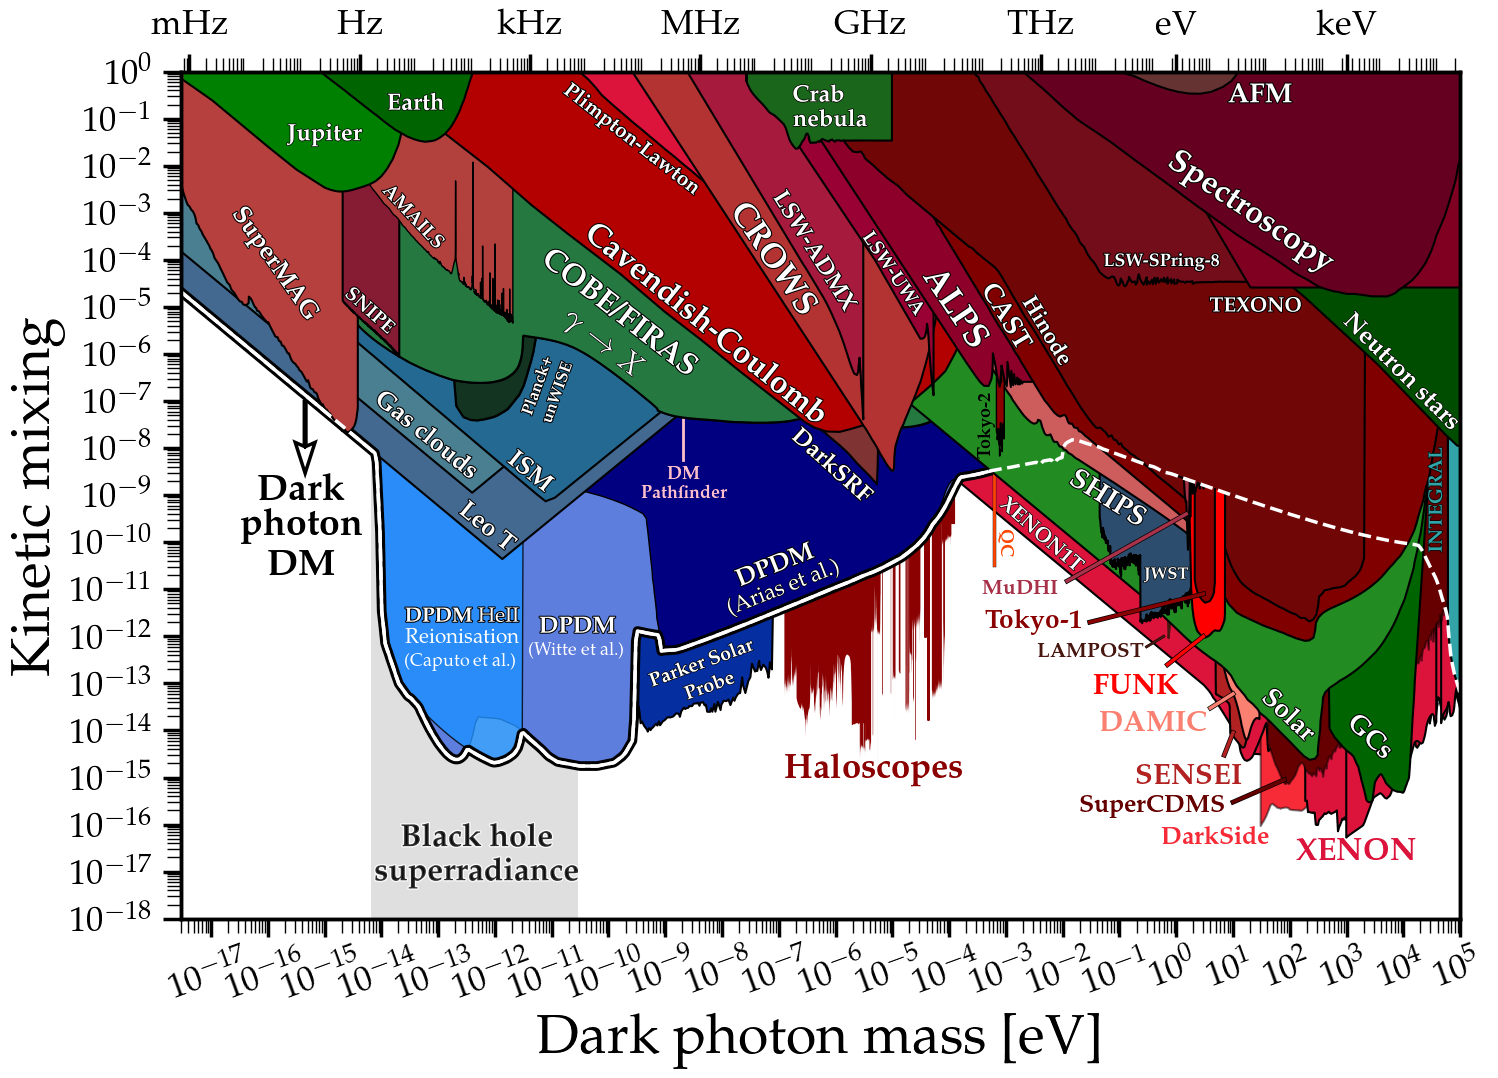 mHz Hz kHz MHz GHz THz eV keV
10^0
10^{-1}
10^{-2}
10^{-3}
10^{-4}
10^{-5}
10^{-6}
10^{-7}
10^{-8}
10^{-9}
10^{-10}
10^{-11}
10^{-12}
10^{-13}
10^{-14}
10^{-15}
10^{-16}
10^{-17}
10^{-18}
Kinetic mixing
Jupiter
Earth
Plimpton-Lawton
Crab
nebula
AFM
Spectroscopy
SuperMAG
AMAILS
SNIPE
COBE/FIRAS
γ → X
Cavendish-Coulomb
CROWS
LSW-ADMX
LSW-UWA
ALPS
CAST
Hinode
LSW-SPring-8
TEXONO
Neutron stars
Gas clouds
Planck+
unWISE
ISM
Leo T
Dark
photon
DM
DM
Pathfinder
DarkSRF
Tokyo-2
SHIPS
XENON1T
QC
JWST
INTEGRAL
DPDM
(Arias et al.)
DPDM HeII
Reionisation
(Caputo et al.)
DPDM
(Witte et al.)
Parker Solar
Probe
MuDHI
Tokyo-1
LAMPOST
FUNK
DAMIC
SENSEI
SuperCDMS
DarkSide
XENON
Solar
GCs
Haloscopes
Black hole
superradiance
10^{-17} 10^{-16} 10^{-15} 10^{-14} 10^{-13} 10^{-12} 10^{-11} 10^{-10} 10^{-9} 10^{-8} 10^{-7} 10^{-6} 10^{-5} 10^{-4} 10^{-3} 10^{-2} 10^{-1} 10^0 10^1 10^2 10^3 10^4 10^5
Dark photon mass [eV]